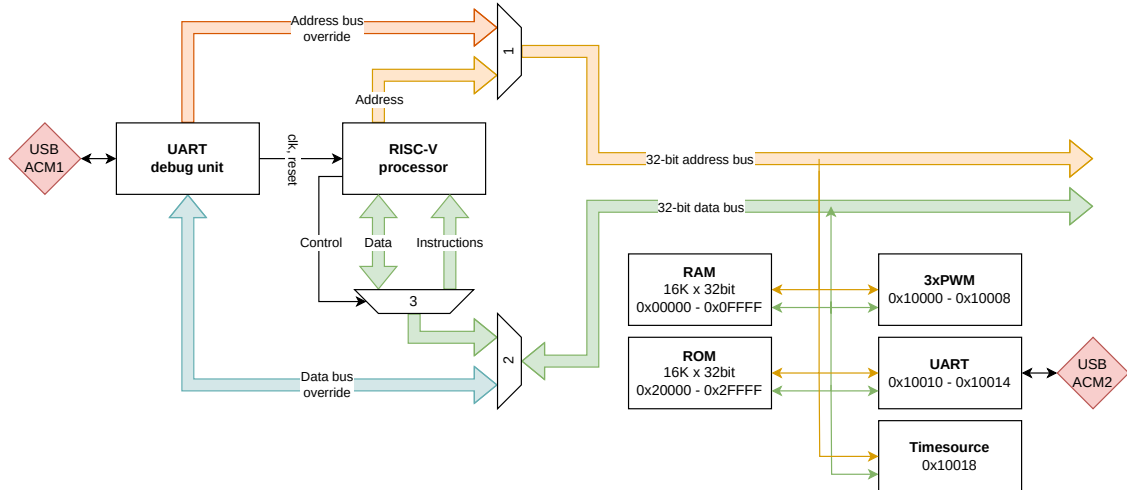 Address bus
override
1
Address
USB
ACM1
UART
debug unit
clk, reset
RISC-V
processor
32-bit address bus
32-bit data bus
Control
Data
Instructions
3
2
Data bus
override
RAM
16K x 32bit
0x00000 - 0x0FFFF
3xPWM
0x10000 - 0x10008
ROM
16K x 32bit
0x20000 - 0x2FFFF
UART
0x10010 - 0x10014
USB
ACM2
Timesource
0x10018